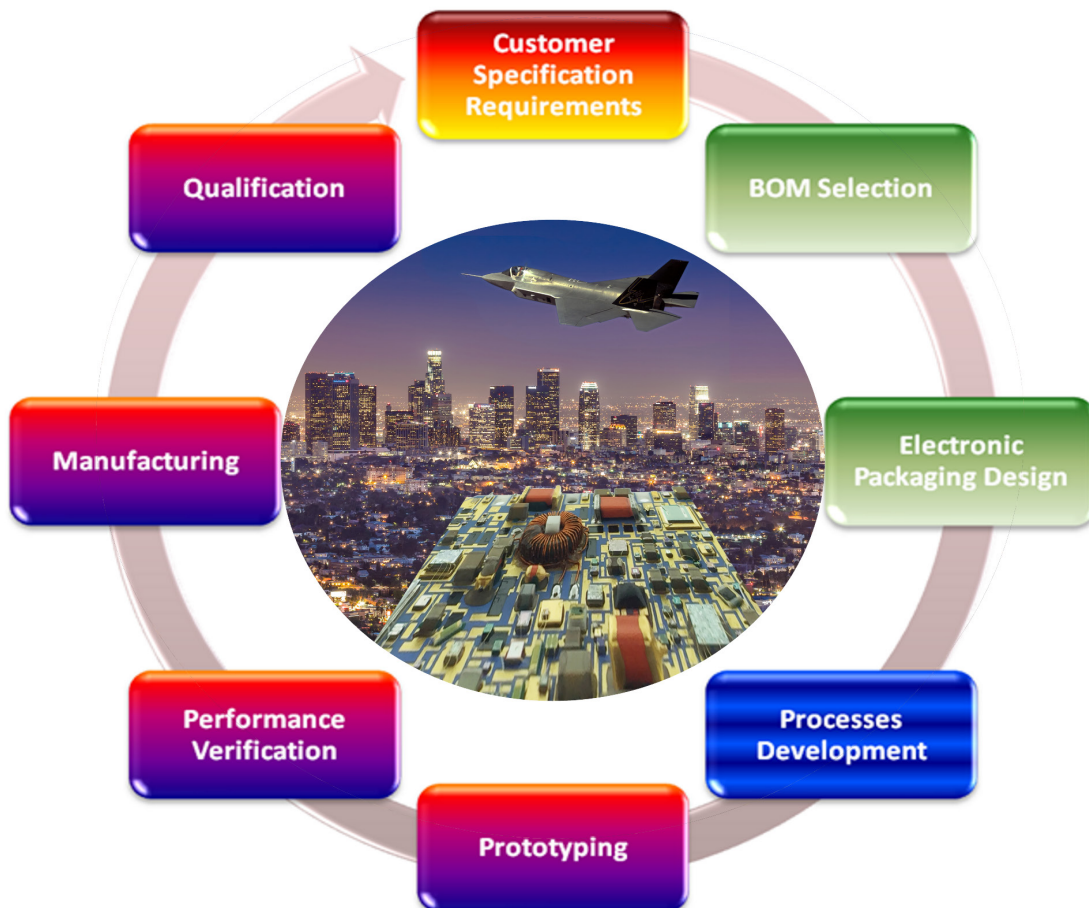 Customer
Specification
Requirements
BOM Selection
Electronic
Packaging Design
Processes
Development
Prototyping
Performance
Verification
Manufacturing
Qualification